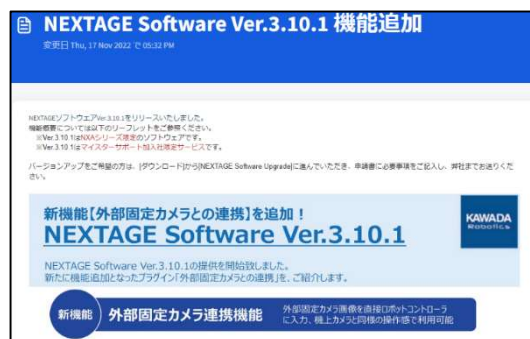 NEXTAGE Software Ver.3.10.1 機能追加
変更日 Thu, 17 Nov 2022 で 05:32 PM
NEXTAGEソフトウエアVer.3.10.1をリリースいたしました。
機能概要については以下のリーフレットをご参照ください。
※Ver.3.10.1はNXAシリーズ限定のソフトウェアです。
※Ver.3.10.1はマイスターサポート加入社限定サービスです。
バージョンアップをご希望の方は、[ダウンロード]から[NEXTAGE Software Upgrade]に進んでいただき、申請書に必要事項をご記入し、弊社までお送りくだ
さい。
新機能【外部固定カメラとの連携】を追加！
NEXTAGE Software Ver.3.10.1
KAWADA
Robotics
NEXTAGE Software Ver.3.10.1の提供を開始致しました。
新たに機能追加となったプラグイン「外部固定カメラとの連携」を、ご紹介します。
新機能
外部固定カメラ連携機能
外部固定カメラ画像を直接ロボットコントローラ
に入力、機上カメラと同様の操作感で利用可能